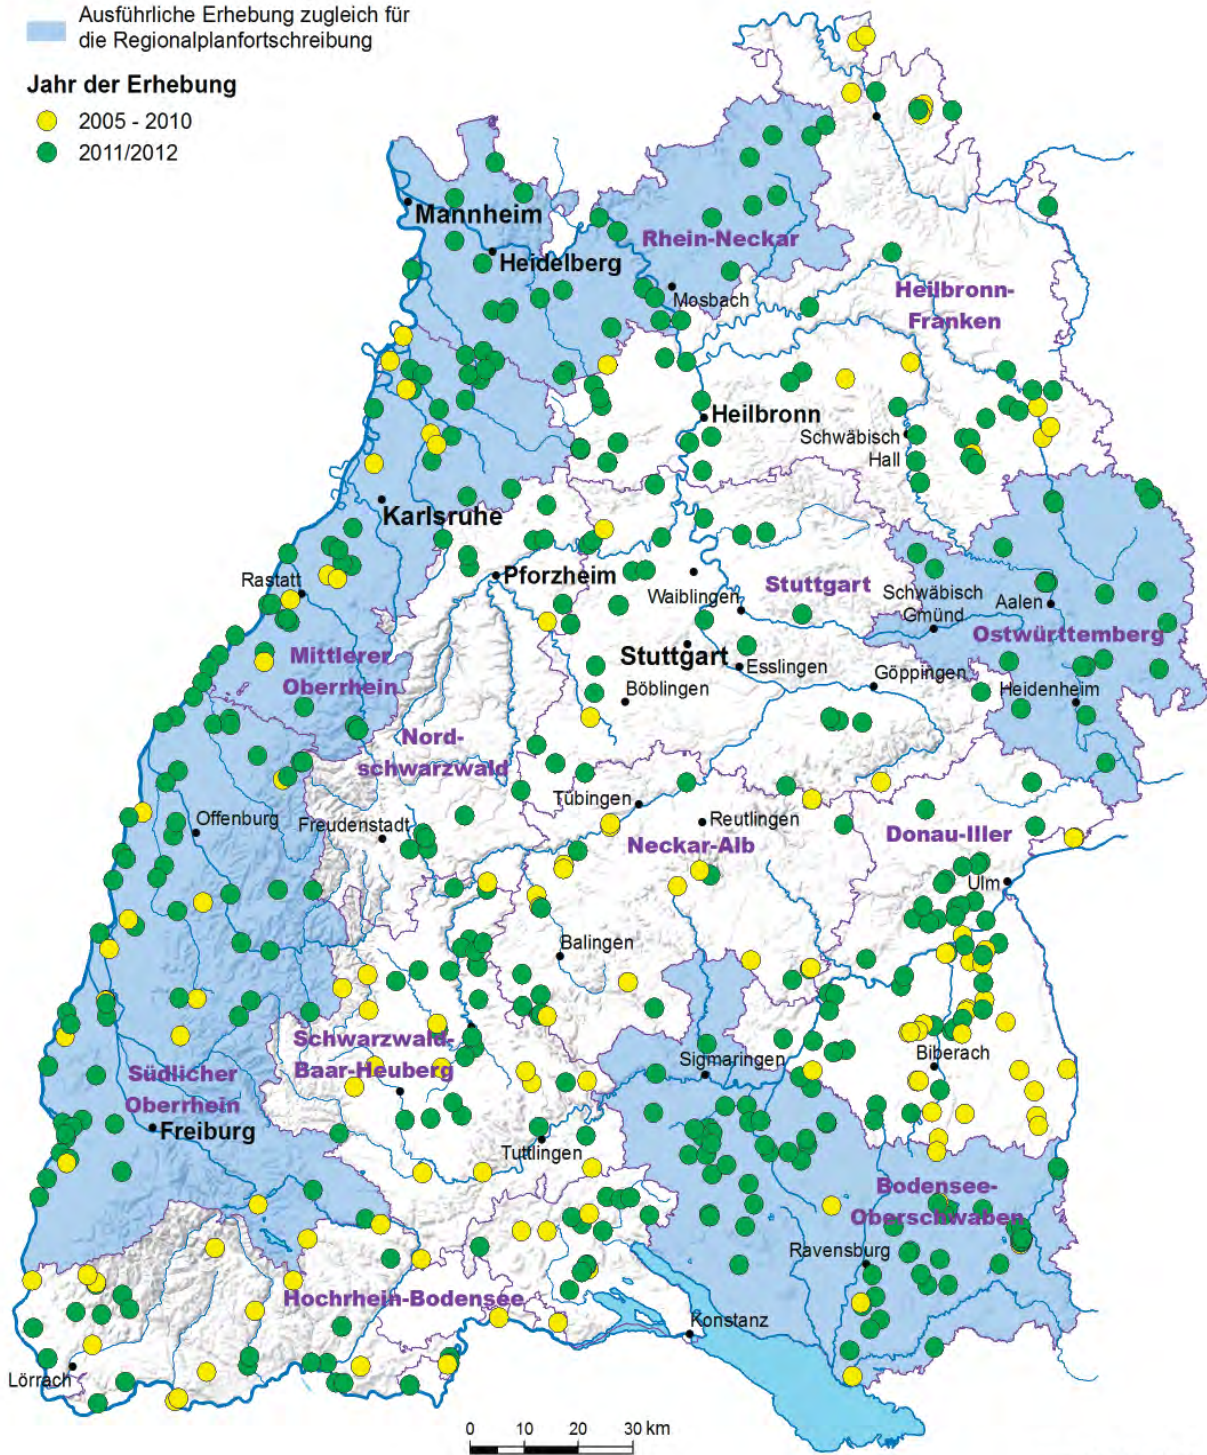 Ausführliche Erhebung zugleich für
die Regionalplanfortschreibung
Jahr der Erhebung
2005 - 2010
2011/2012
Mannheim
Rhein-Neckar
Heidelberg
Mosbach
Heilbronn-
Franken
Heilbronn
Schwäbisch
Hall
Karlsruhe
Rastatt
Pforzheim
Waiblingen
Stuttgart
Schwäbisch
Gmünd
Aalen
Ostwürttemberg
Mittlerer
Oberrhein
Stuttgart
Esslingen
Göppingen
Heidenheim
Böblingen
Nord-
schwarzwald
Tübingen
Offenburg
Freudenstadt
Reutlingen
Neckar-Alb
Donau-Iller
Ulm
Balingen
Schwarzwald-
Baar-Heuberg
Sigmaringen
Biberach
Südlicher
Oberrhein
Freiburg
Tuttlingen
Bodensee-
Oberschwaben
Ravensburg
Hochrhein-Bodensee
Konstanz
Lörrach
0 10 20 30 km